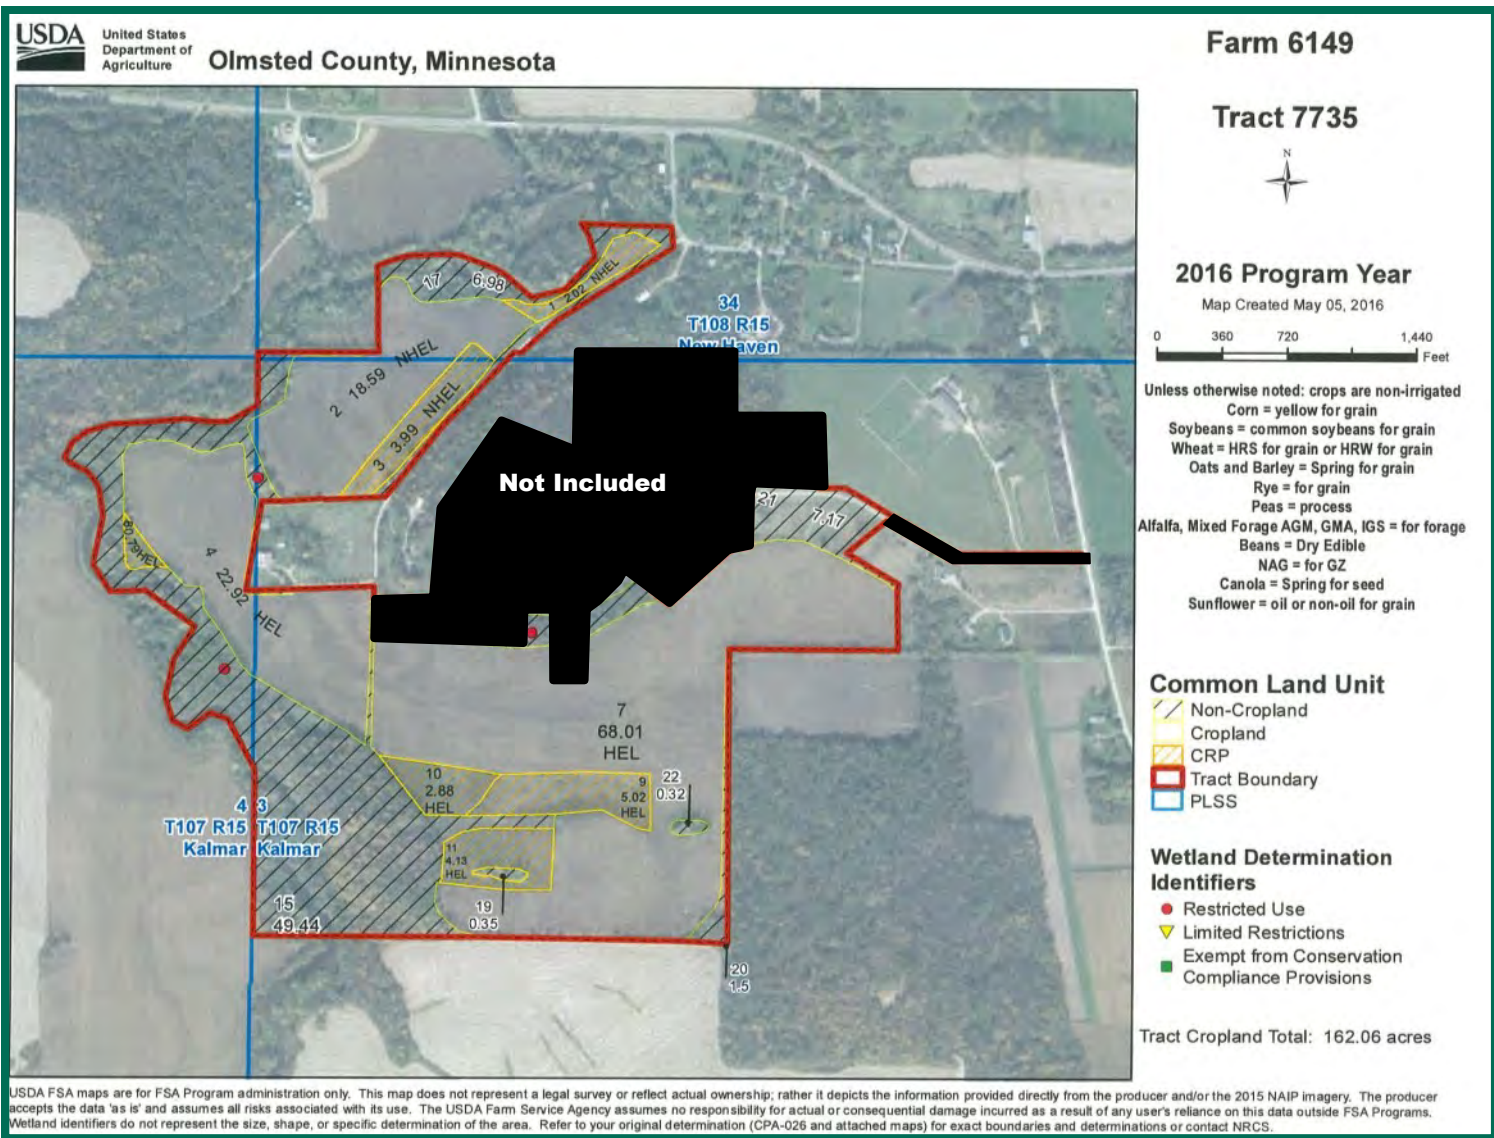 USDA
United States
Department of
Agriculture
Olmsted County, Minnesota
Farm 6149
Tract 7735
N
2016 Program Year
Map Created May 05, 2016
0 360 720 1,440
Feet
Unless otherwise noted: crops are non-irrigated
Corn = yellow for grain
Soybeans = common soybeans for grain
Wheat = HRS for grain or HRW for grain
Oats and Barley = Spring for grain
Rye = for grain
Peas = process
Alfalfa, Mixed Forage AGM, GMA, IGS = for forage
Beans = Dry Edible
NAG = for GZ
Canola = Spring for seed
Sunflower = oil or non-oil for grain
Common Land Unit
Non-Cropland
Cropland
CRP
Tract Boundary
PLSS
Wetland Determination
Identifiers
Restricted Use
Limited Restrictions
Exempt from Conservation
Compliance Provisions
Tract Cropland Total: 162.06 acres
17 6.98
1 2.02 NHEL
34
T108 R15
New Haven
2 18.59 NHEL
3 3.99 NHEL
Not Included
21
7.17
0.79 HEL
4 22.92 HEL
7
68.01
HEL
10
2.88
HEL
9
5.02
HEL
22
0.32
4 3
T107 R15 T107 R15
Kalmar Kalmar
11
4.13
HEL
15
49.44
19
0.35
20
1.5
USDA FSA maps are for FSA Program administration only. This map does not represent a legal survey or reflect actual ownership; rather it depicts the information provided directly from the producer and/or the 2015 NAIP imagery. The producer
accepts the data 'as is' and assumes all risks associated with its use. The USDA Farm Service Agency assumes no responsibility for actual or consequential damage incurred as a result of any user's reliance on this data outside FSA Programs.
Wetland identifiers do not represent the size, shape, or specific determination of the area. Refer to your original determination (CPA-026 and attached maps) for exact boundaries and determinations or contact NRCS.